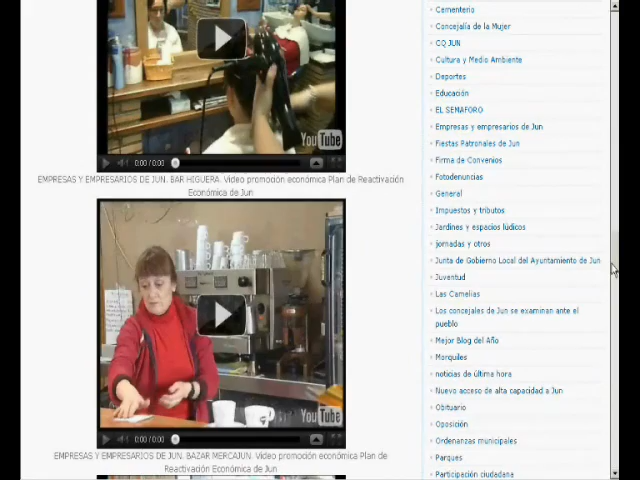 YouTube
0:00 / 0:00
EMPRESAS Y EMPRESARIOS DE JUN. BAR HIGUERA. Video promoción económica Plan de Reactivación
Económica de Jun
YouTube
0:00 / 0:00
EMPRESAS Y EMPRESARIOS DE JUN. BAZAR MERCAJUN. Video promoción económica Plan de
Reactivación Económica de Jun
Cementerio
Concejalía de la Mujer
CQ JUN
Cultura y Medio Ambiente
Deportes
Educación
EL SEMAFORO
Empresas y empresarios de Jun
Fiestas Patronales de Jun
Firma de Convenios
Fotodenuncias
General
Impuestos y tributos
Jardines y espacios lúdicos
jornadas y otros
Junta de Gobierno Local del Ayuntamiento de Jun
Juventud
Las Camelias
Los concejales de Jun se examinan ante el
pueblo
Mejor Blog del Año
Morquiles
noticias de última hora
Nuevo acceso de alta capacidad a Jun
Obituario
Oposición
Ordenanzas municipales
Parques
Participación ciudadana